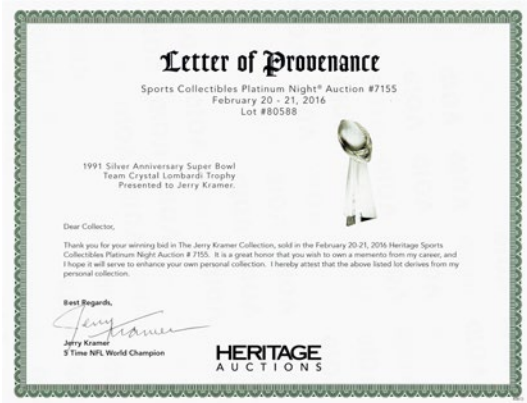 Letter of Provenance
Sports Collectibles Platinum Night® Auction #7155
February 20 - 21, 2016
Lot #80588
1991 Silver Anniversary Super Bowl
Team Crystal Lombardi Trophy
Presented to Jerry Kramer.
Dear Collector,
Thank you for your winning bid in The Jerry Kramer Collection, sold in the February 20-21, 2016 Heritage Sports
Collectibles Platinum Night Auction # 7155. It is a great honor that you wish to own a memento from my career, and
I hope it will serve to enhance your own personal collection. I hereby attest that the above listed lot derives from my
personal collection.
Best Regards,
Jerry Kramer
Jerry Kramer
5 Time NFL World Champion
HERITAGE
AUCTIONS